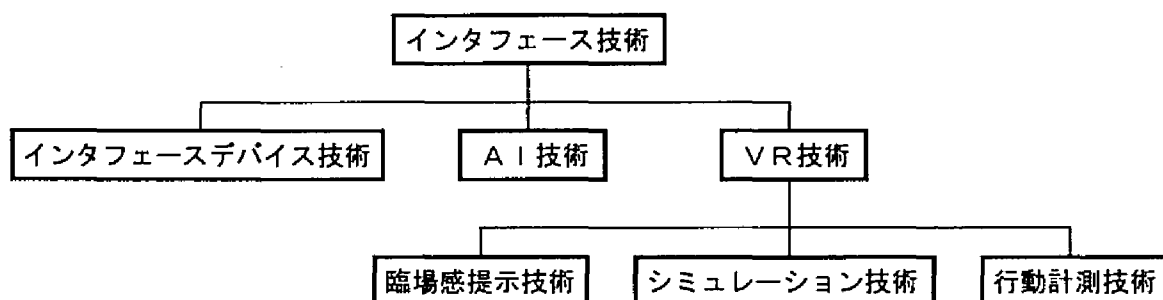 インタフェース技術
インタフェースデバイス技術
ＡＩ技術
ＶＲ技術
臨場感提示技術
シミュレーション技術
行動計測技術